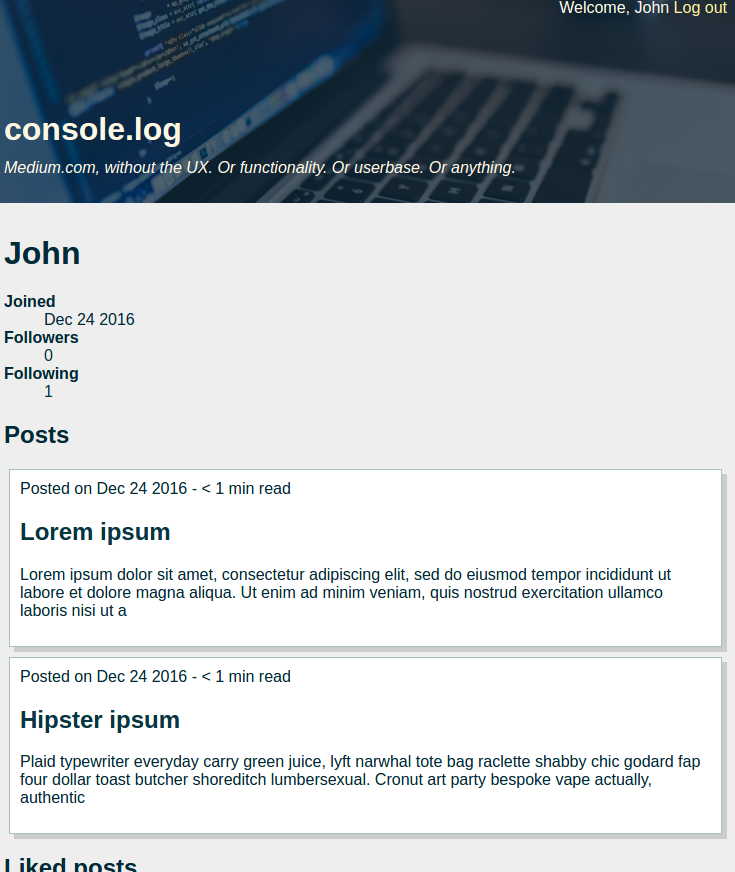 Welcome, John Log out
console.log
Medium.com, without the UX. Or functionality. Or userbase. Or anything.
John
Joined
Dec 24 2016
Followers
0
Following
1
Posts
Posted on Dec 24 2016 - < 1 min read
Lorem ipsum
Lorem ipsum dolor sit amet, consectetur adipiscing elit, sed do eiusmod tempor incididunt ut
labore et dolore magna aliqua. Ut enim ad minim veniam, quis nostrud exercitation ullamco
laboris nisi ut a
Posted on Dec 24 2016 - < 1 min read
Hipster ipsum
Plaid typewriter everyday carry green juice, lyft narwhal tote bag raclette shabby chic godard fap
four dollar toast butcher shoreditch lumbersexual. Cronut art party bespoke vape actually,
authentic
Liked posts